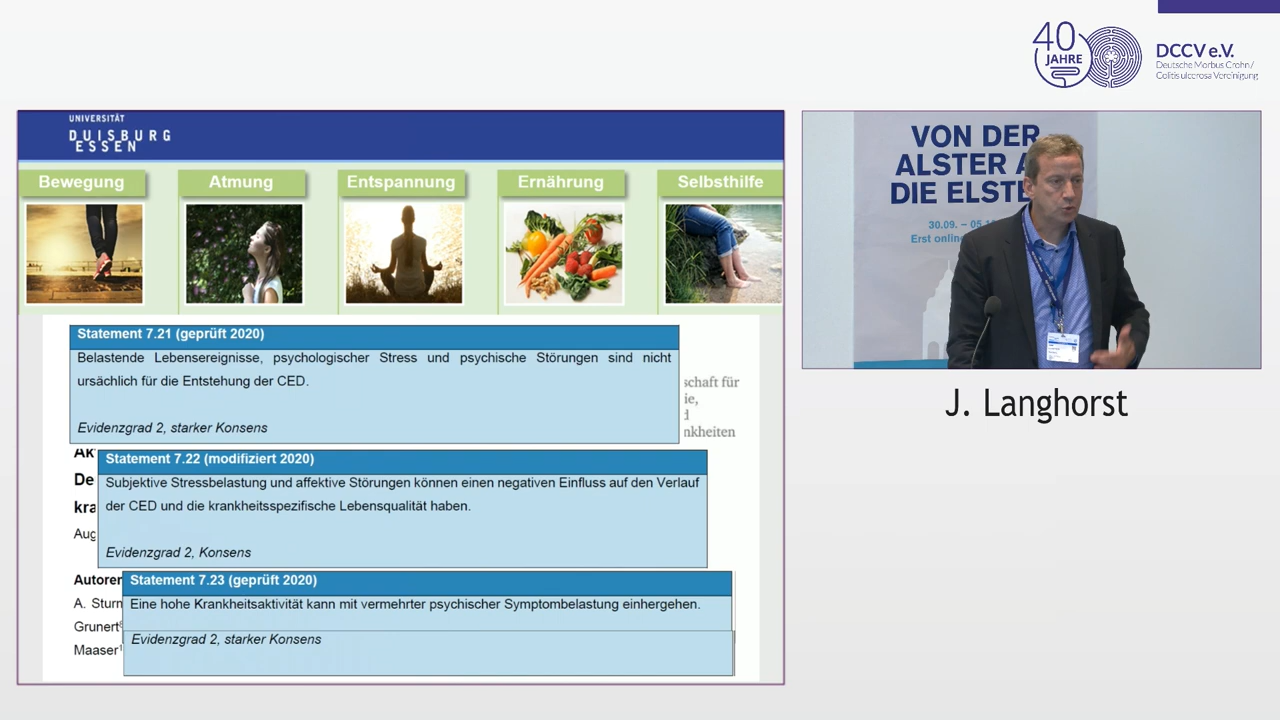 40
JAHRE
DCCV e.V.
Deutsche Morbus Crohn /
Colitis ulcerosa Vereinigung
UNIVERSITÄT
DUISBURG
ESSEN
Bewegung
Atmung
Entspannung
Ernährung
Selbsthilfe
Statement 7.21 (geprüft 2020)
Belastende Lebensereignisse, psychologischer Stress und psychische Störungen sind nicht
ursächlich für die Entstehung der CED.
Evidenzgrad 2, starker Konsens
schaft für
ie,
d
nkheiten
Ak
De
kra
Aug
Statement 7.22 (modifiziert 2020)
Subjektive Stressbelastung und affektive Störungen können einen negativen Einfluss auf den Verlauf
der CED und die krankheitsspezifische Lebensqualität haben.
Evidenzgrad 2, Konsens
Autoren
A. Sturm
Grunert
Maaser
Statement 7.23 (geprüft 2020)
Eine hohe Krankheitsaktivität kann mit vermehrter psychischer Symptombelastung einhergehen.
Evidenzgrad 2, starker Konsens
VON DER
ALSTER A
DIE ELSTE
30.09. – 05.1
Erst online
J. Langhorst